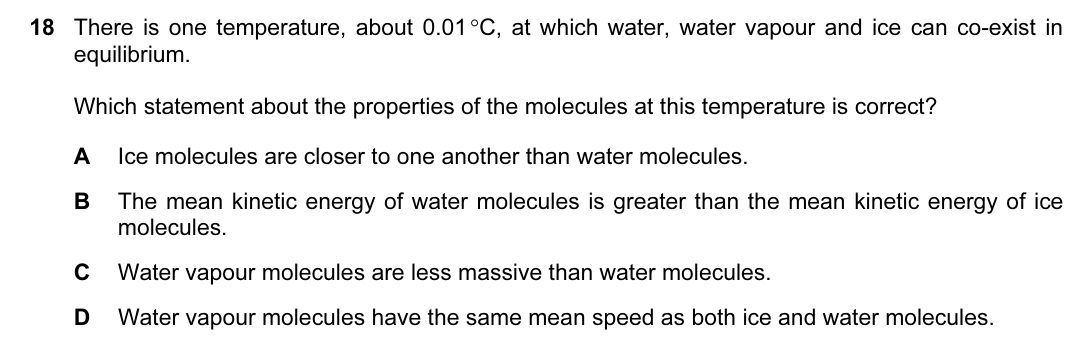 18 There is one temperature, about 0.01 °C, at which water, water vapour and ice can co-exist in
equilibrium.
Which statement about the properties of the molecules at this temperature is correct?
A Ice molecules are closer to one another than water molecules.
B The mean kinetic energy of water molecules is greater than the mean kinetic energy of ice
molecules.
C Water vapour molecules are less massive than water molecules.
D Water vapour molecules have the same mean speed as both ice and water molecules.